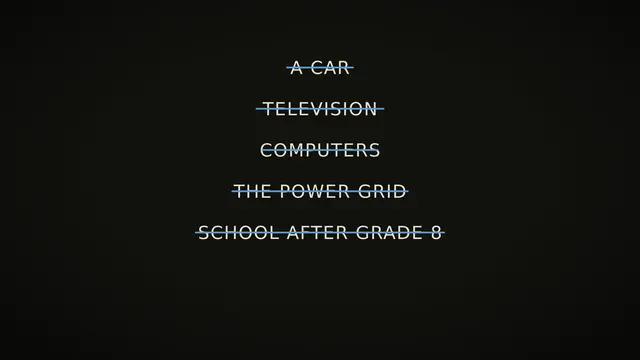 A CAR
TELEVISION
COMPUTERS
THE POWER GRID
SCHOOL AFTER GRADE 8